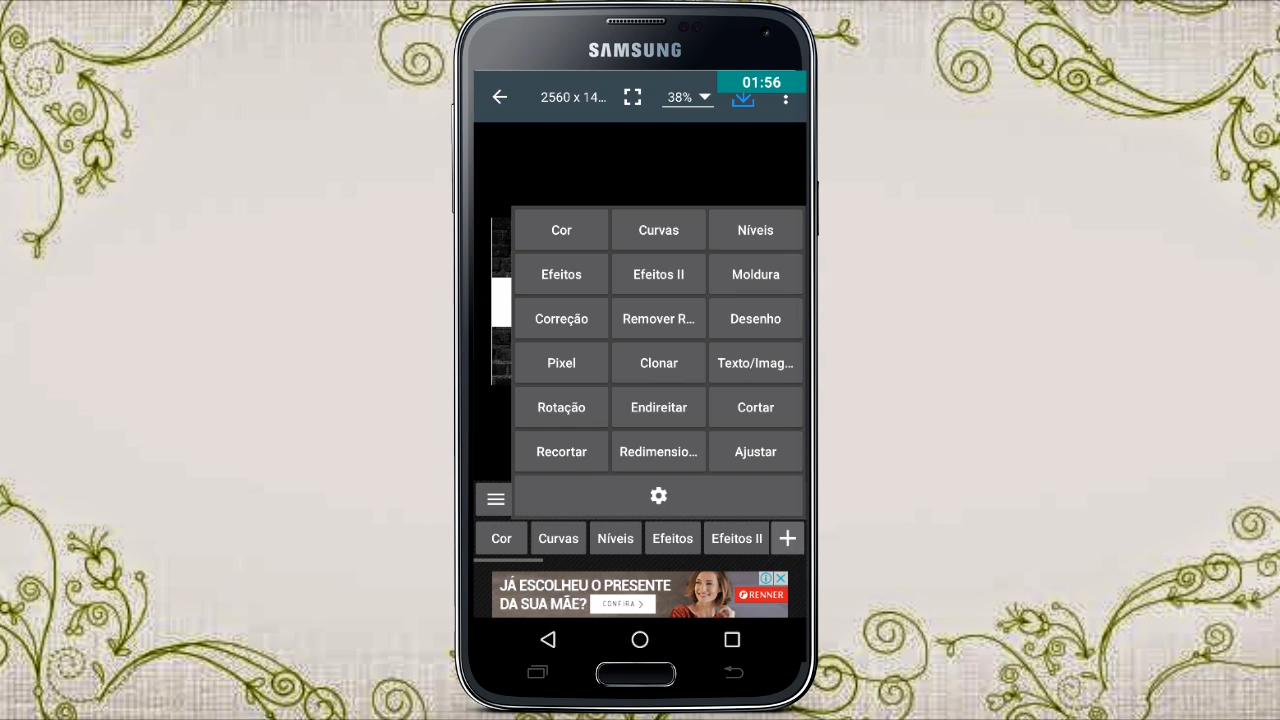 SAMSUNG
01:56
2560 x 14...
38%
Cor
Curvas
Níveis
Efeitos
Efeitos II
Moldura
Correção
Remover R...
Desenho
Pixel
Clonar
Texto/Imag...
Rotação
Endireitar
Cortar
Recortar
Redimensio...
Ajustar
Cor
Curvas
Níveis
Efeitos
Efeitos II
JÁ ESCOLHEU O PRESENTE
DA SUA MÃE?
CONFIRA
RENNER